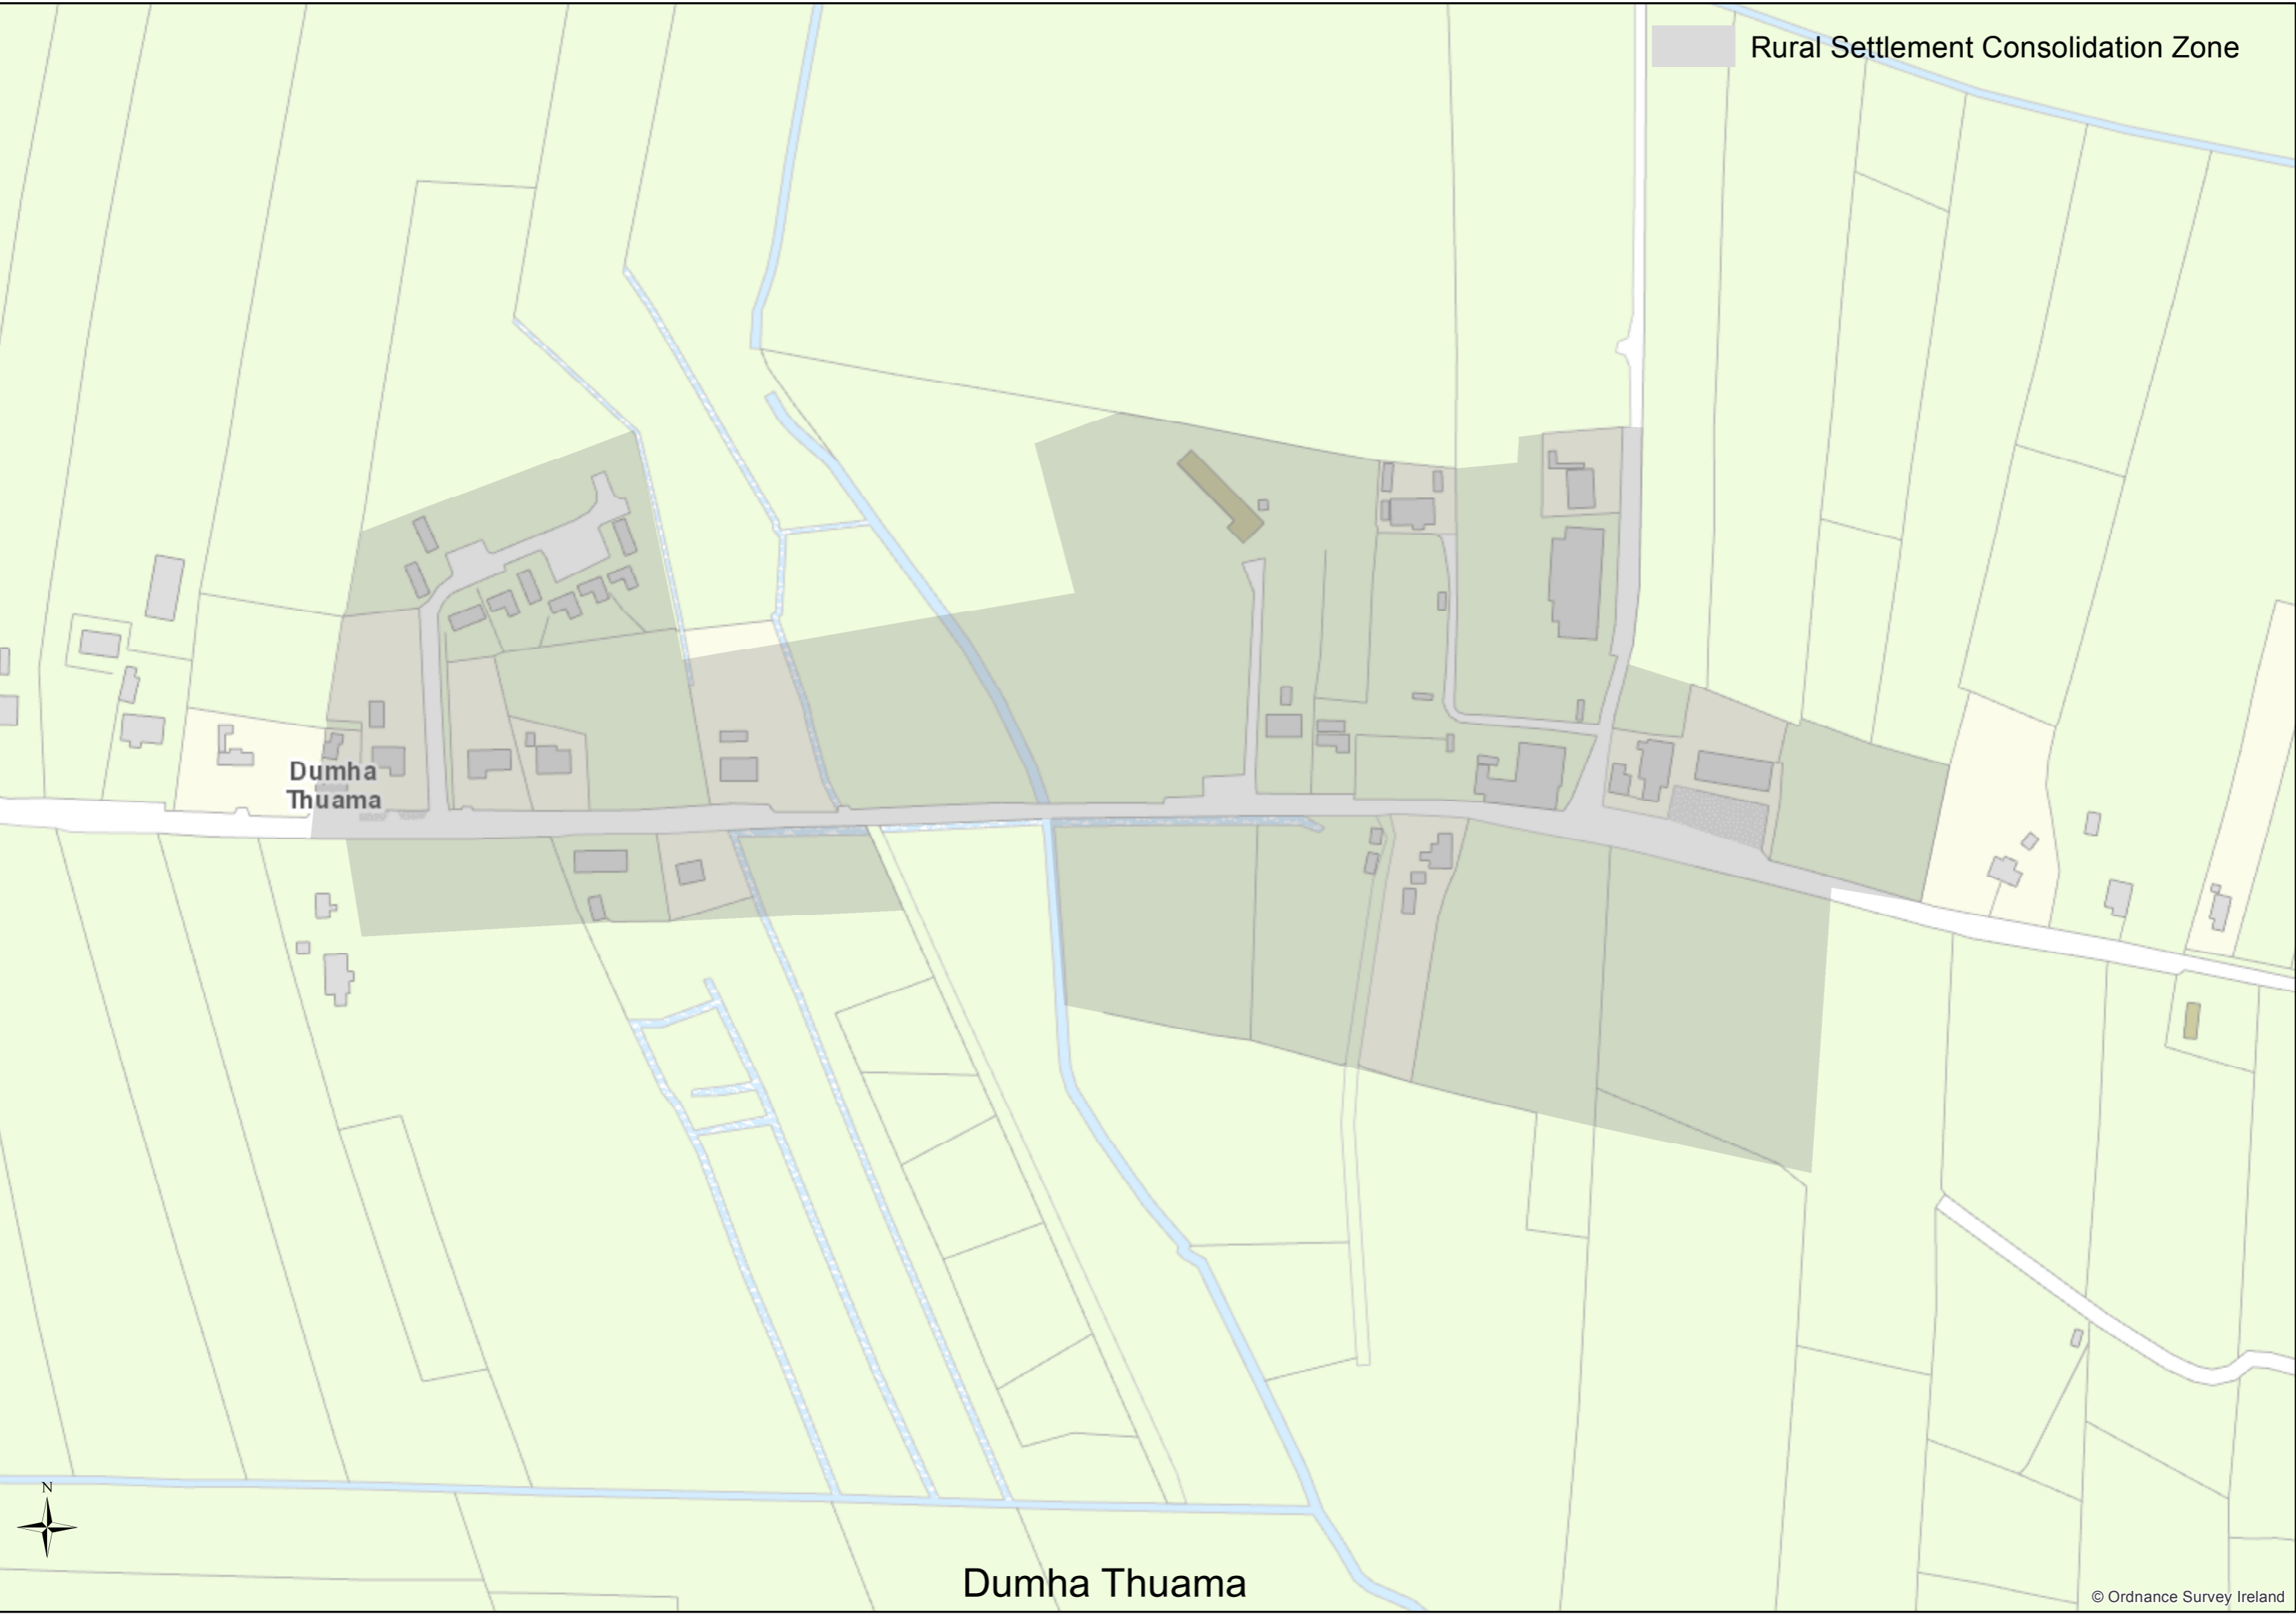 Rural Settlement Consolidation Zone
Dumha
Thuama
N
Dumha Thuama
© Ordnance Survey Ireland